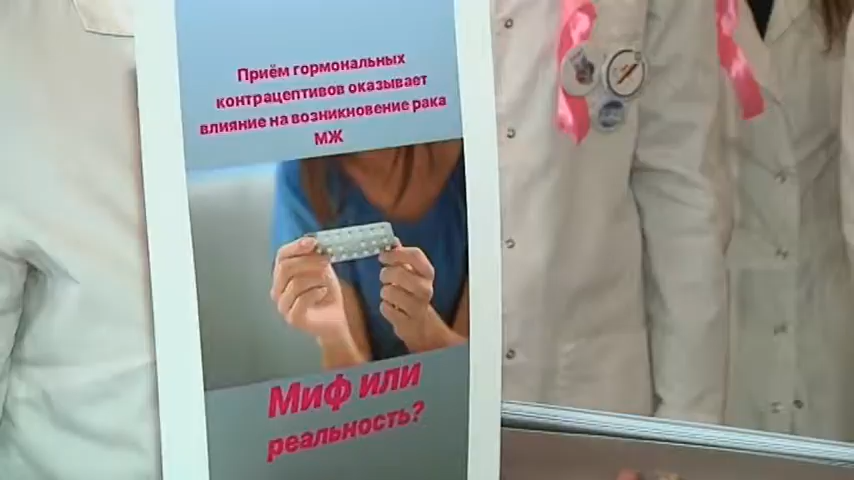 Приём гормональных
контрацептивов оказывает
влияние на возникновение рака
МЖ
Миф или
реальность?